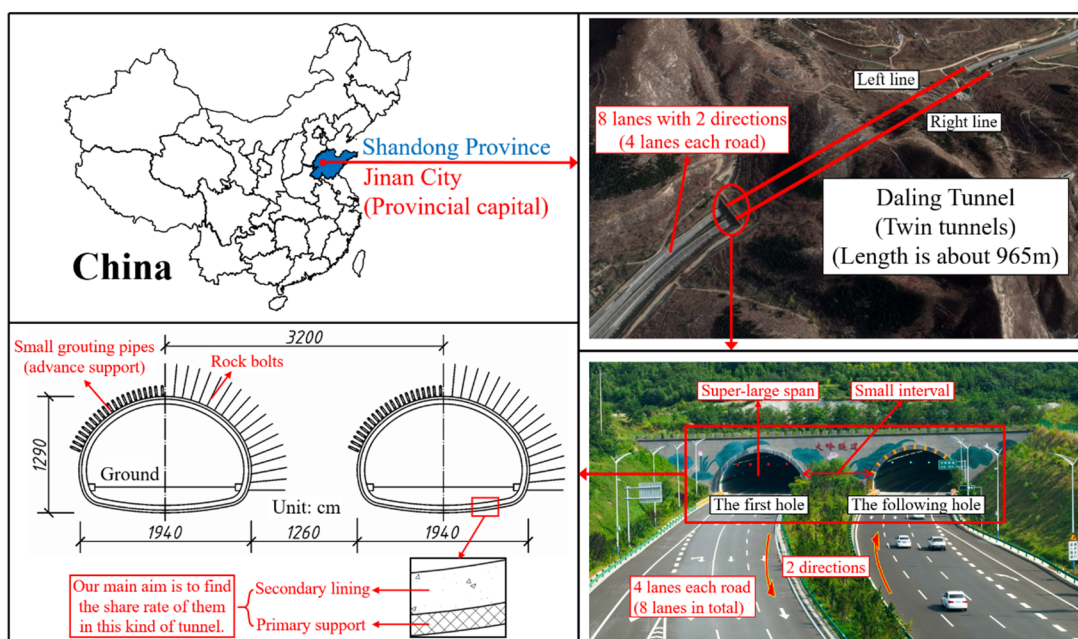 Shandong Province
Jinan City
(Provincial capital)
China
Left line
Right line
8 lanes with 2 directions
(4 lanes each road)
Daling Tunnel
(Twin tunnels)
(Length is about 965m)
3200
Small grouting pipes
(advance support)
Rock bolts
1290
Ground
Unit: cm
1940
1260
1940
Our main aim is to find
the share rate of them
in this kind of tunnel.
Secondary lining
Primary support
Super-large span
Small interval
大岭隧道
The first hole
The following hole
2 directions
4 lanes each road
(8 lanes in total)